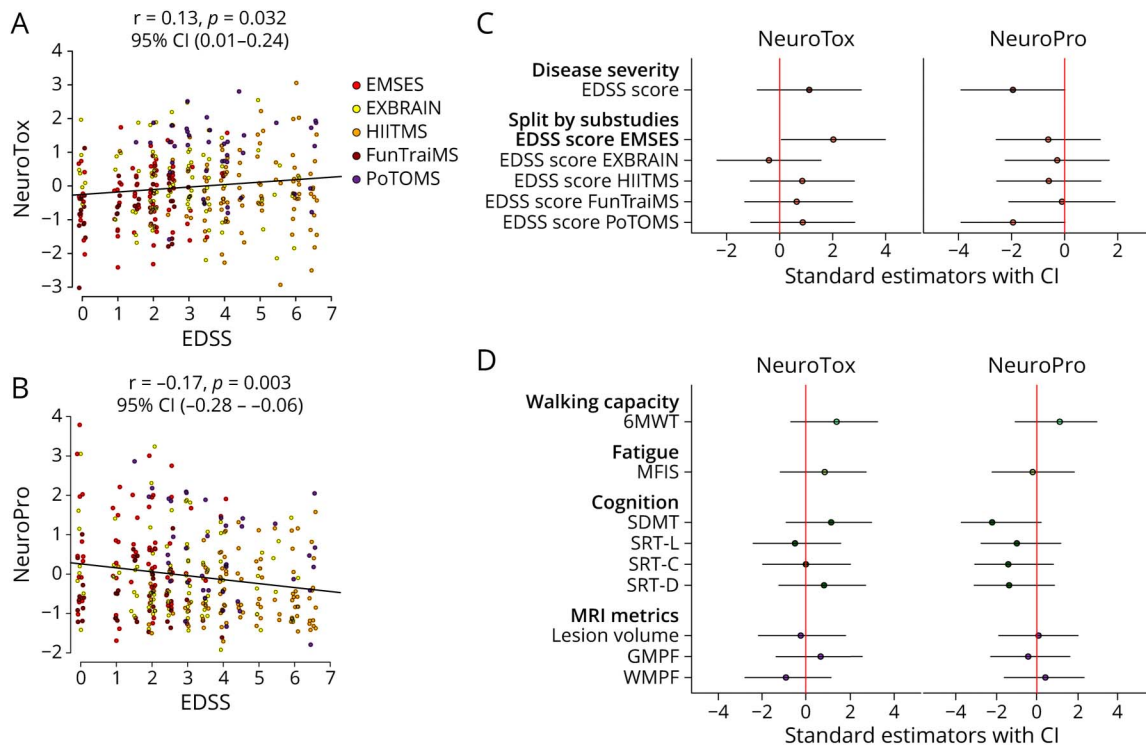 A
r = 0.13, p = 0.032
95% CI (0.01–0.24)
NeuroTox
4
3
2
1
0
−1
−2
−3
0 1 2 3 4 5 6 7
EDSS
EMSES
EXBRAIN
HIITMS
FunTraiMS
PoTOMS
B
r = −0.17, p = 0.003
95% CI (−0.28 – −0.06)
NeuroPro
4
3
2
1
0
−1
−2
0 1 2 3 4 5 6 7
EDSS
C
NeuroTox NeuroPro
Disease severity
EDSS score
Split by substudies
EDSS score EMSES
EDSS score EXBRAIN
EDSS score HIITMS
EDSS score FunTraiMS
EDSS score PoTOMS
−2 0 2 4 −4 −2 0 2
Standard estimators with CI
D
NeuroTox NeuroPro
Walking capacity
6MWT
Fatigue
MFIS
Cognition
SDMT
SRT-L
SRT-C
SRT-D
MRI metrics
Lesion volume
GMPF
WMPF
−4 −2 0 2 4 −4 −2 0 2 4
Standard estimators with CI